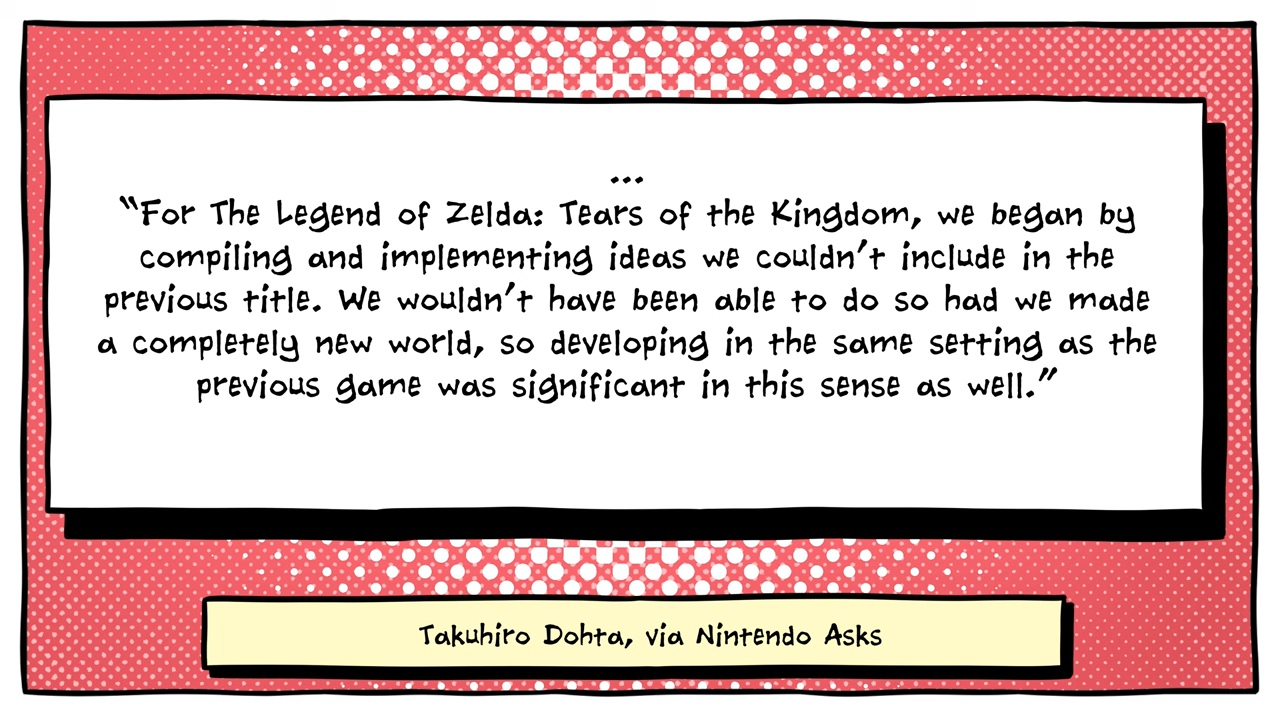 ...
“For The Legend of Zelda: Tears of the Kingdom, we began by
compiling and implementing ideas we couldn’t include in the
previous title. We wouldn’t have been able to do so had we made
a completely new world, so developing in the same setting as the
previous game was significant in this sense as well.”
Takuhiro Dohta, via Nintendo Asks